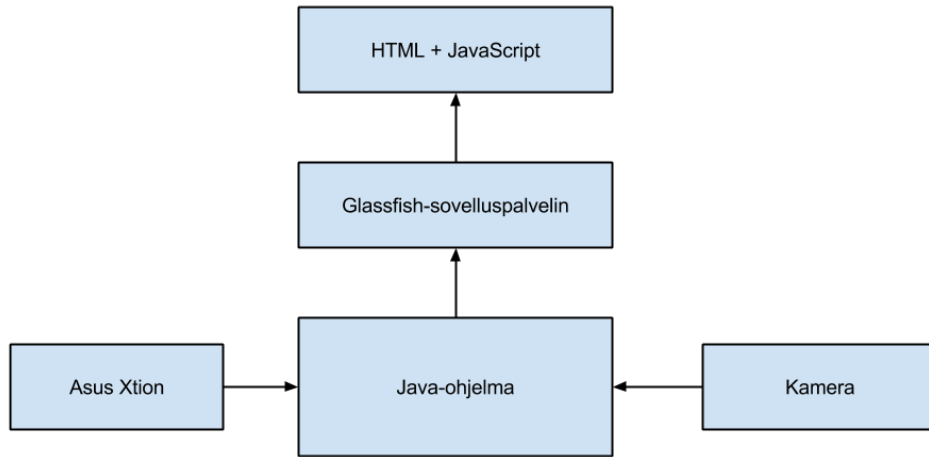 HTML + JavaScript
Glassfish-sovelluspalvelin
Asus Xtion
Java-ohjelma
Kamera